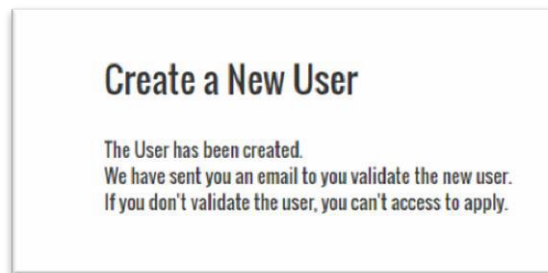 Create a New User
The User has been created.
We have sent you an email to you validate the new user.
If you don't validate the user, you can't access to apply.